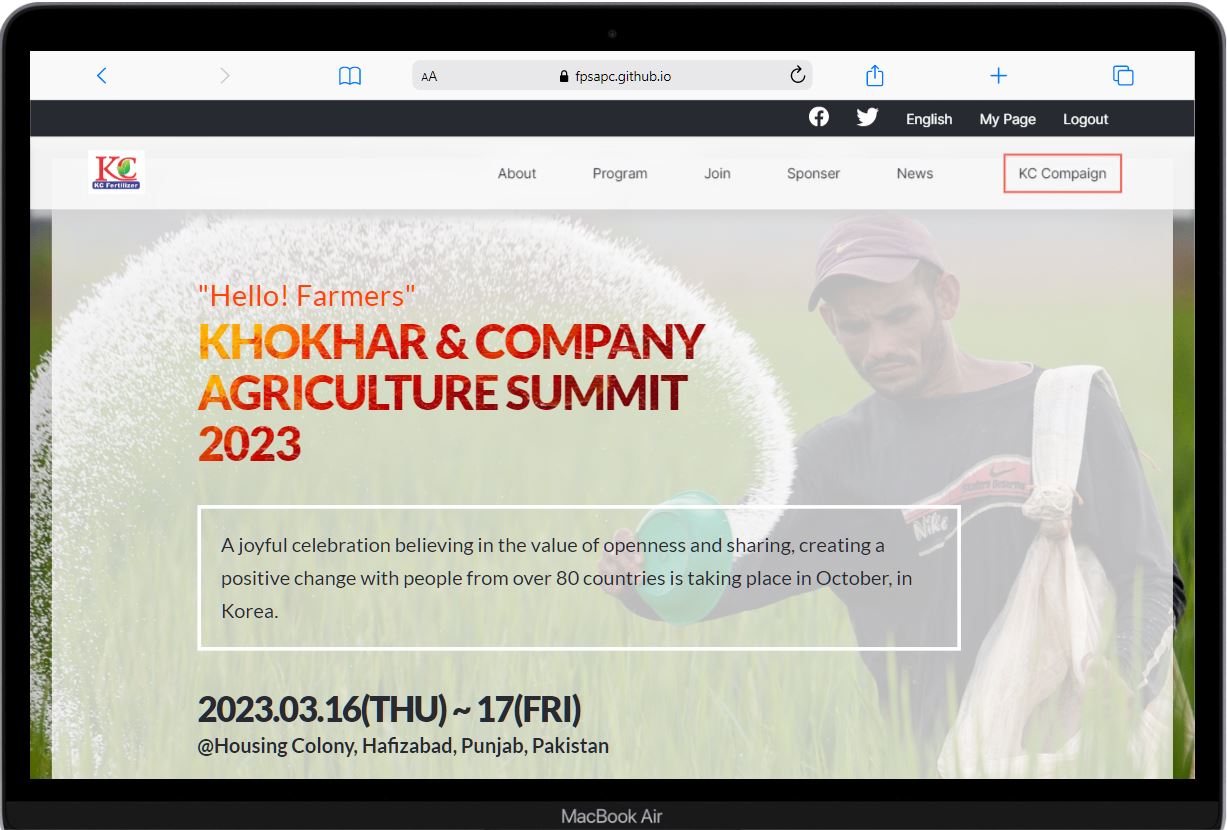 AA
fpsapc.github.io
English
My Page
Logout
KC
KC Fertilizer
About
Program
Join
Sponser
News
KC Compaign
"Hello! Farmers"
KHOKHAR & COMPANY
AGRICULTURE SUMMIT
2023
A joyful celebration believing in the value of openness and sharing, creating a
positive change with people from over 80 countries is taking place in October, in
Korea.
Nike
2023.03.16(THU) ~ 17(FRI)
@Housing Colony, Hafizabad, Punjab, Pakistan
MacBook Air